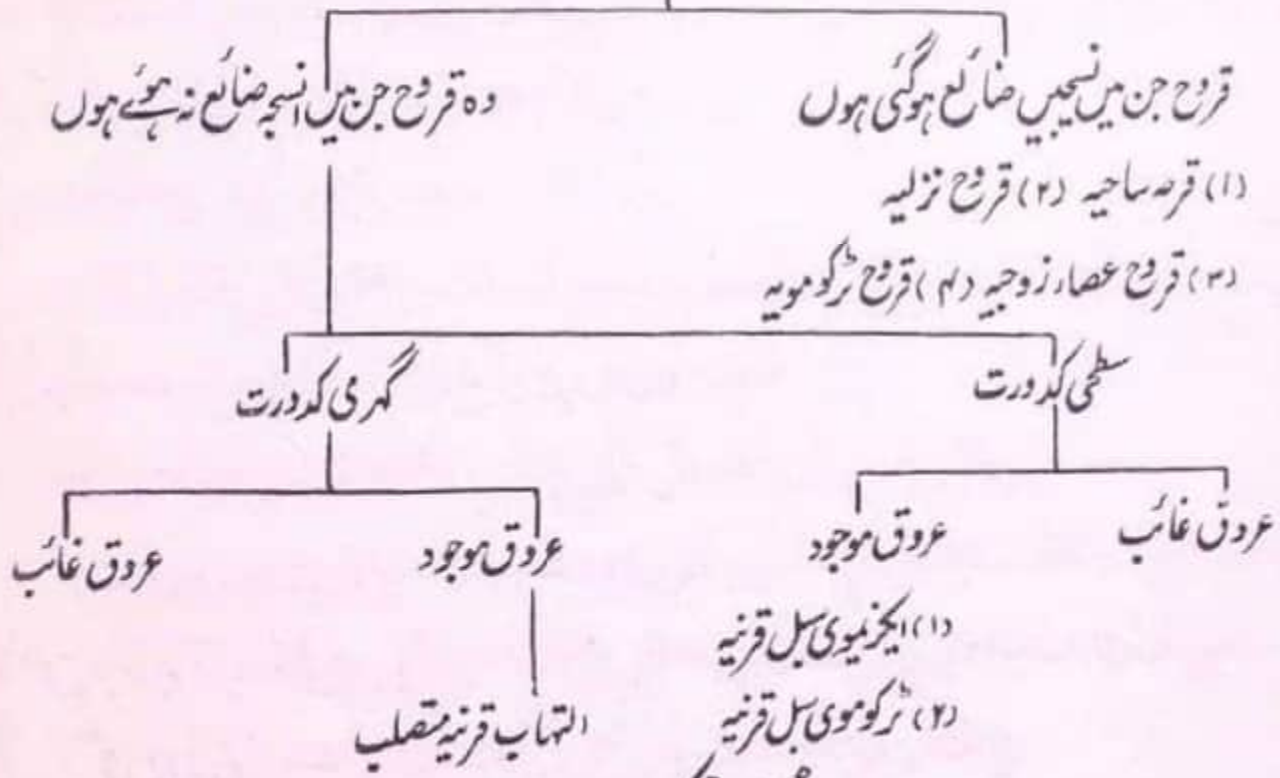 قروح جن میں نسیجیں ضائع ہوگئی ہوں
وہ قروح جن میں انسجہ ضائع نہ ہوئے ہوں
(۱) قرحہ ساحیہ (۲) قروح نزلیہ
(۳) قروح عصار زوجیہ (۴) قروح ٹرکومویہ
سطحی کدورت
گہری کدورت
عروق غائب
عروق موجود
عروق موجود
عروق غائب
(۱) ایکزیموی سبل قرنیہ
(۲) ٹرکوموی سبل قرنیہ
التہاب قرنیہ متصلب